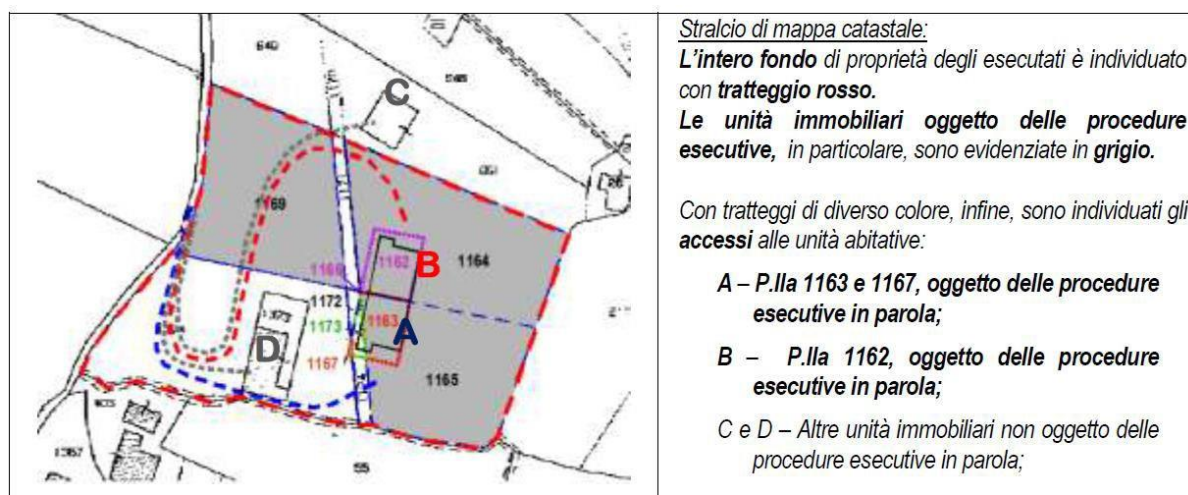 Stralcio di mappa catastale:
L'intero fondo di proprietà degli esecutati è individuato
con tratteggio rosso.
Le unità immobiliari oggetto delle procedure
esecutive, in particolare, sono evidenziate in grigio.
Con tratteggi di diverso colore, infine, sono individuati gli
accessi alle unità abitative:
A – P.lla 1163 e 1167, oggetto delle procedure
esecutive in parola;
B – P.lla 1162, oggetto delle procedure
esecutive in parola;
C e D – Altre unità immobiliari non oggetto delle
procedure esecutive in parola;
C
1169
1162
B
1164
1172
1373
1173
1163
A
D
1167
1165
1367
55
26